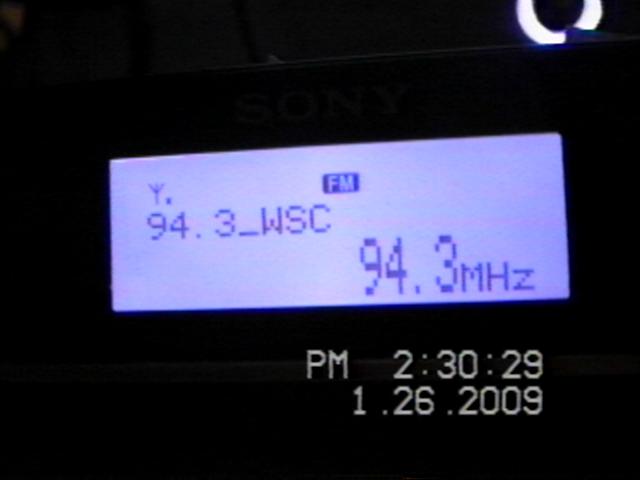 SONY
FM
94.3_WSC
94.3MHz
PM 2:30:29
1.26.2009